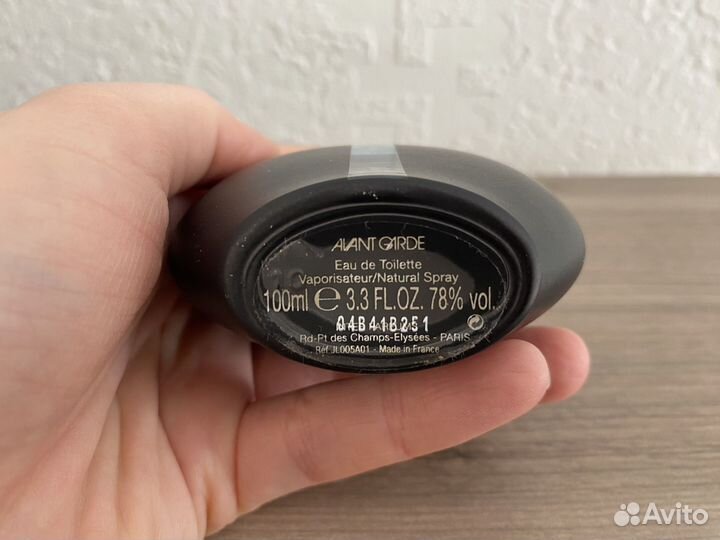 AVANT GARDE
Eau de Toilette
Vaporisateur/Natural Spray
100ml e 3.3 FL.OZ. 78% vol.
04B41B251
Rd-Pt des Champs-Elysées - PARIS
Réf.JL005A01 - Made in France
Avito